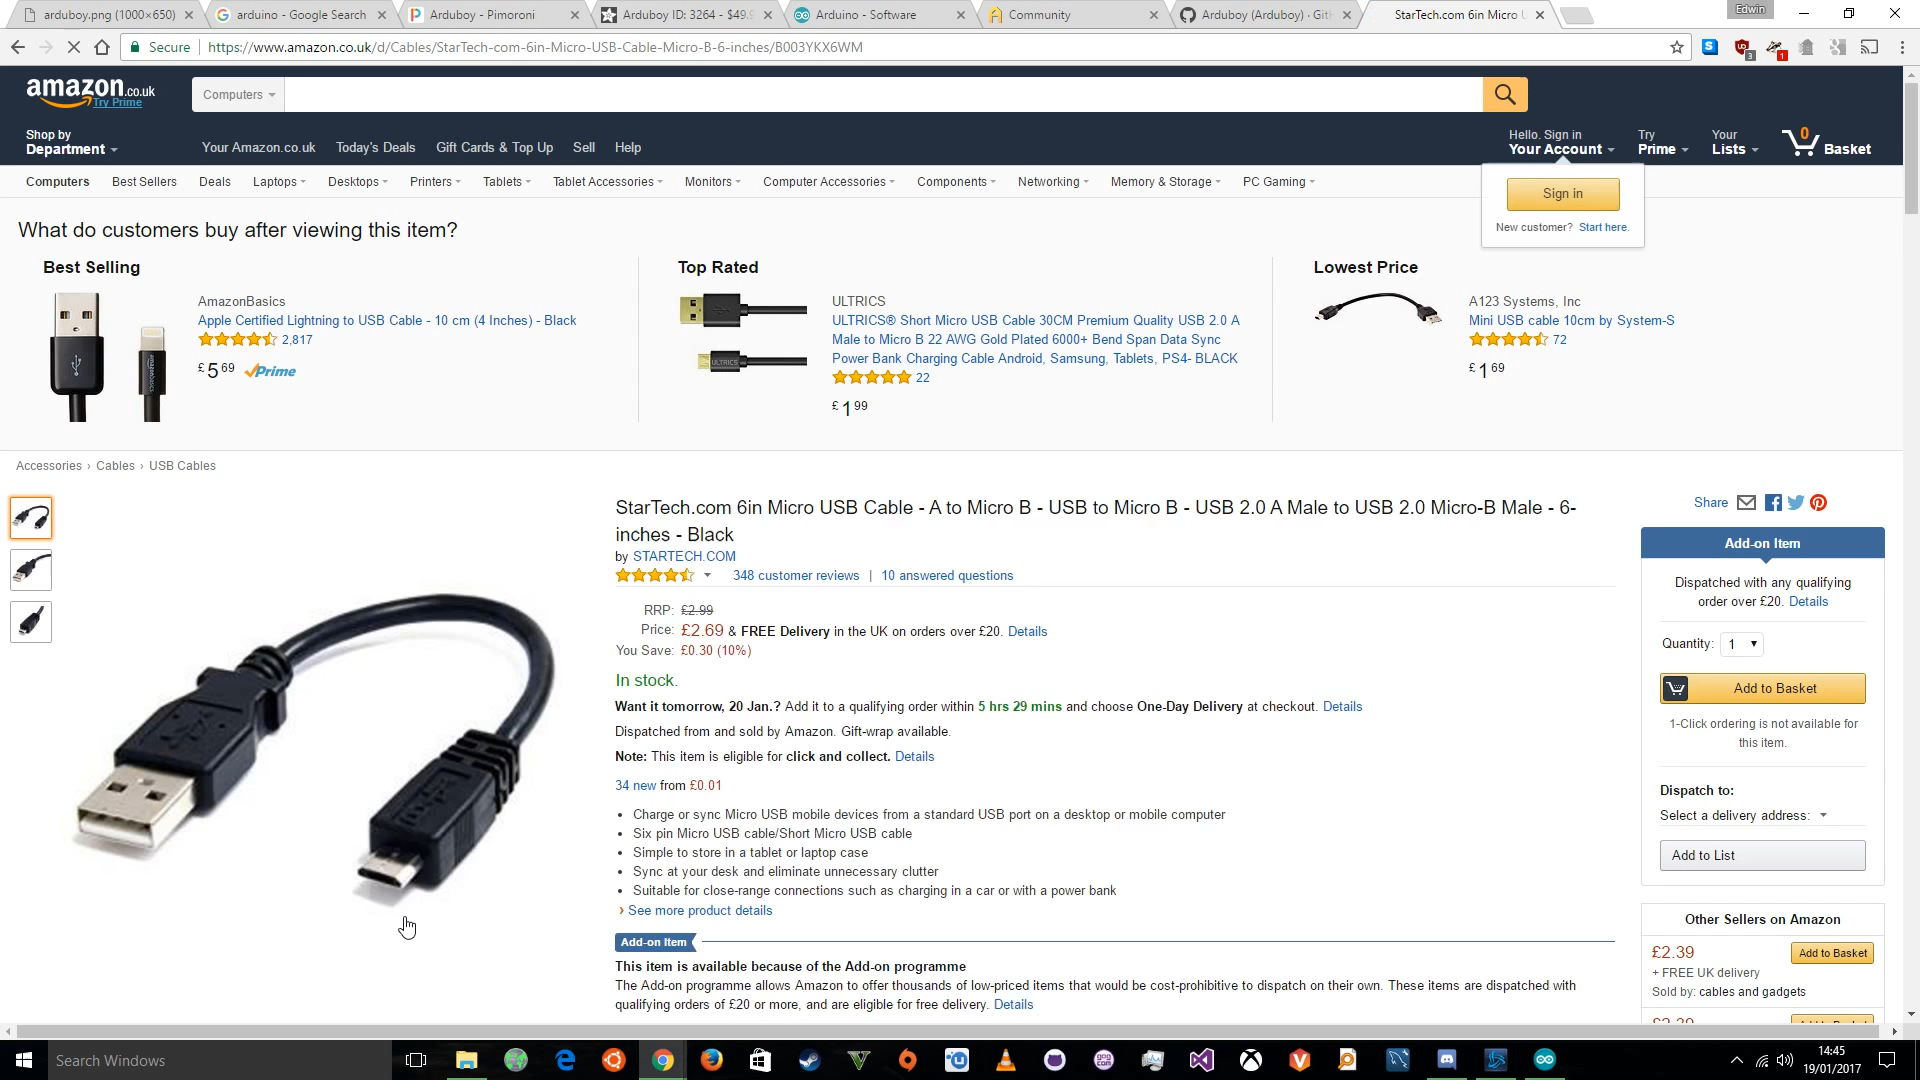 arduboy.png (1000×650)
arduino - Google Search
Arduboy - Pimoroni
Arduboy ID: 3264 - $49.9
Arduino - Software
Community
Arduboy (Arduboy) · Gith
StarTech.com 6in Micro U
Edwin
Secure
https://www.amazon.co.uk/d/Cables/StarTech-com-6in-Micro-USB-Cable-Micro-B-6-inches/B003YKX6WM
amazon.co.uk
Try Prime
Computers
Shop by
Department
Your Amazon.co.uk
Today's Deals
Gift Cards & Top Up
Sell
Help
Hello. Sign in
Your Account
Try
Prime
Your
Lists
0
Basket
Computers
Best Sellers
Deals
Laptops
Desktops
Printers
Tablets
Tablet Accessories
Monitors
Computer Accessories
Components
Networking
Memory & Storage
PC Gaming
Sign in
New customer? Start here.
What do customers buy after viewing this item?
Best Selling
AmazonBasics
Apple Certified Lightning to USB Cable - 10 cm (4 Inches) - Black
2,817
£5 69 Prime
Top Rated
ULTRICS
ULTRICS® Short Micro USB Cable 30CM Premium Quality USB 2.0 A
Male to Micro B 22 AWG Gold Plated 6000+ Bend Span Data Sync
Power Bank Charging Cable Android, Samsung, Tablets, PS4- BLACK
22
£1 99
Lowest Price
A123 Systems, Inc
Mini USB cable 10cm by System-S
72
£1 69
Accessories › Cables › USB Cables
StarTech.com 6in Micro USB Cable - A to Micro B - USB to Micro B - USB 2.0 A Male to USB 2.0 Micro-B Male - 6-
inches - Black
by STARTECH.COM
348 customer reviews | 10 answered questions
RRP: £2.99
Price: £2.69 & FREE Delivery in the UK on orders over £20. Details
You Save: £0.30 (10%)
In stock.
Want it tomorrow, 20 Jan.? Add it to a qualifying order within 5 hrs 29 mins and choose One-Day Delivery at checkout. Details
Dispatched from and sold by Amazon. Gift-wrap available.
Note: This item is eligible for click and collect. Details
34 new from £0.01
• Charge or sync Micro USB mobile devices from a standard USB port on a desktop or mobile computer
• Six pin Micro USB cable/Short Micro USB cable
• Simple to store in a tablet or laptop case
• Sync at your desk and eliminate unnecessary clutter
• Suitable for close-range connections such as charging in a car or with a power bank
› See more product details
Add-on Item
This item is available because of the Add-on programme
The Add-on programme allows Amazon to offer thousands of low-priced items that would be cost-prohibitive to dispatch on their own. These items are dispatched with
qualifying orders of £20 or more, and are eligible for free delivery. Details
Share
Add-on Item
Dispatched with any qualifying
order over £20. Details
Quantity: 1
Add to Basket
1-Click ordering is not available for
this item.
Dispatch to:
Select a delivery address:
Add to List
Other Sellers on Amazon
£2.39
Add to Basket
+ FREE UK delivery
Sold by: cables and gadgets
Search Windows
14:45
19/01/2017